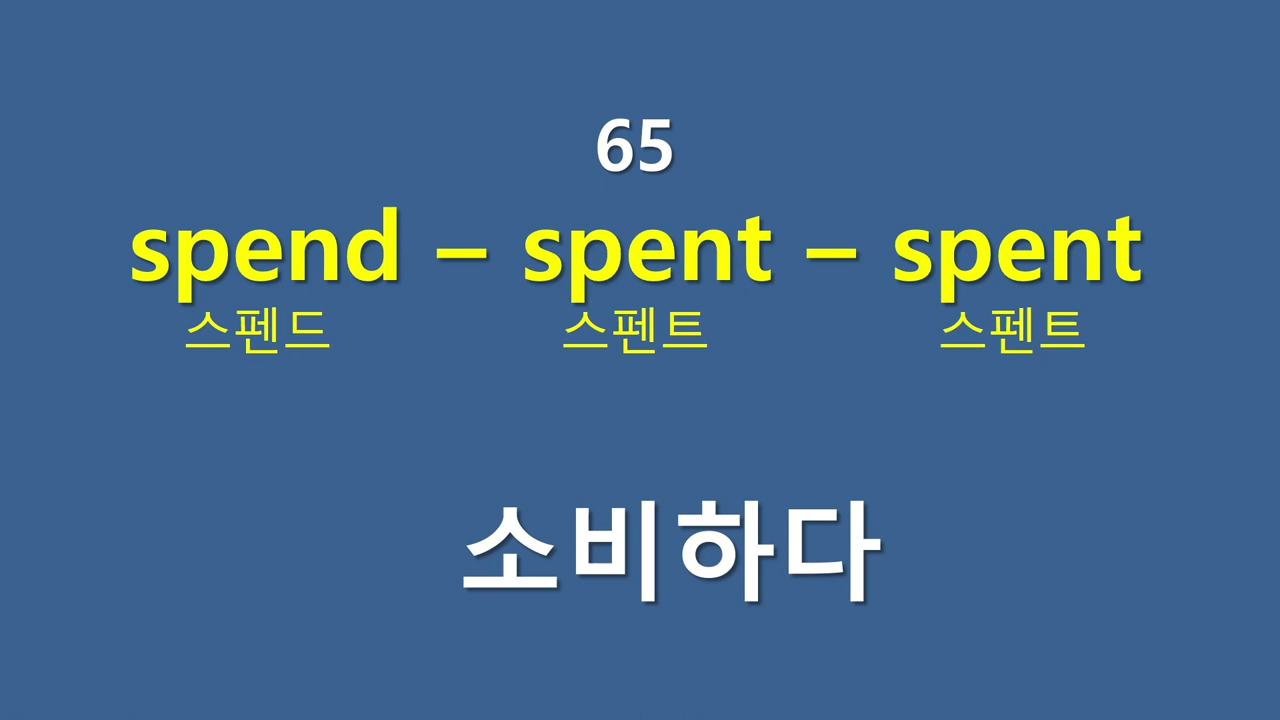 65
spend – spent – spent
스펜드 스펜트 스펜트
소비하다